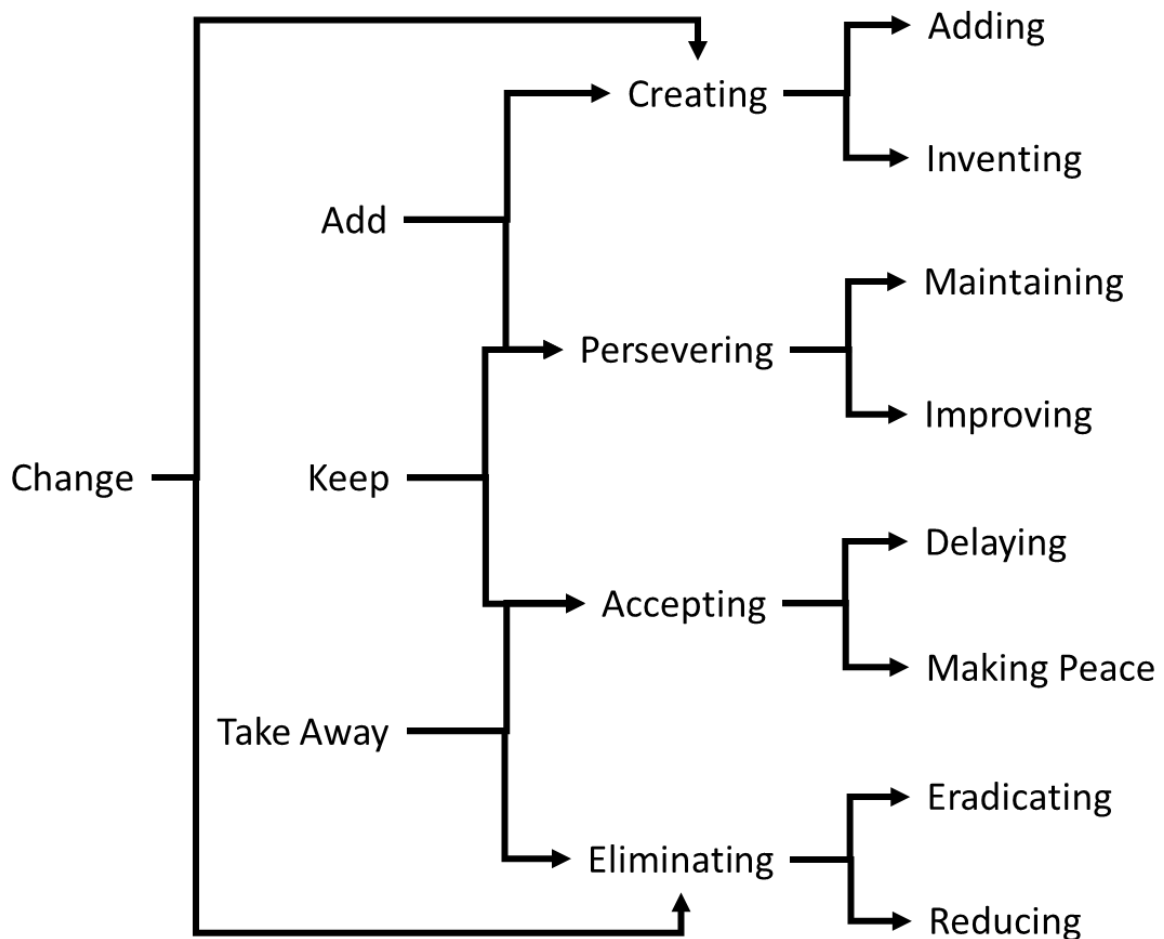 Adding
Creating
Inventing
Add
Maintaining
Persevering
Improving
Change
Keep
Delaying
Accepting
Making Peace
Take Away
Eradicating
Eliminating
Reducing